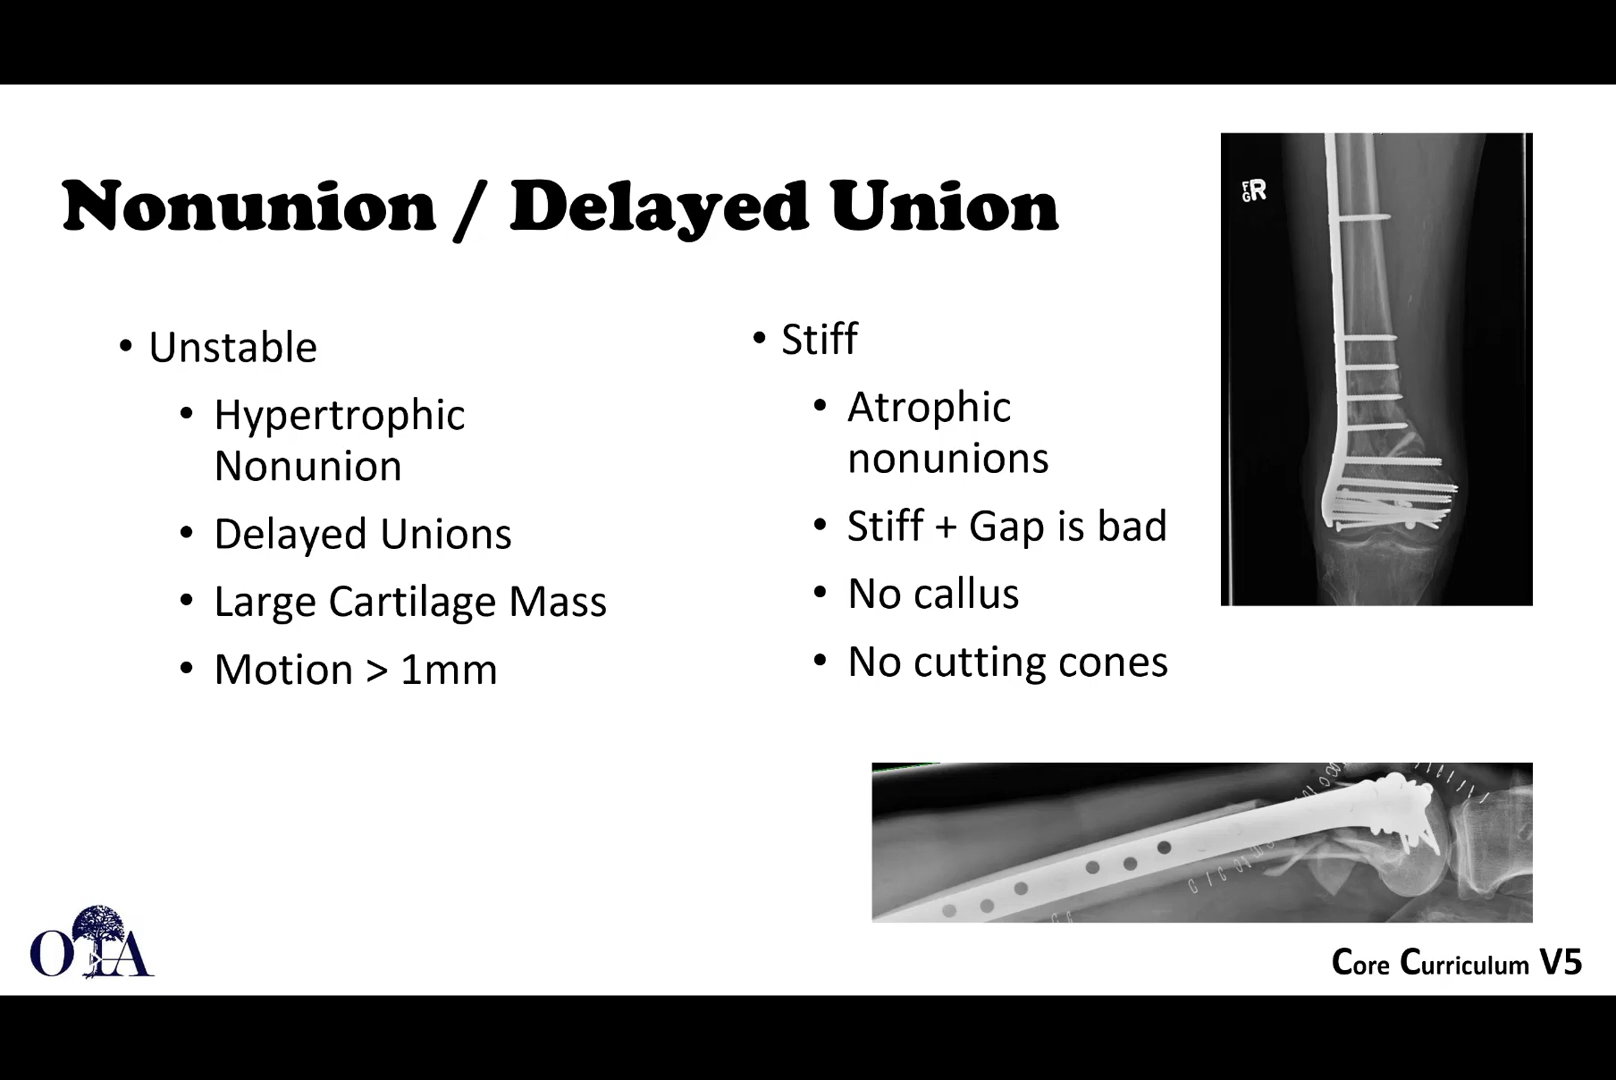 Nonunion / Delayed Union
• Unstable
• Hypertrophic
Nonunion
• Delayed Unions
• Large Cartilage Mass
• Motion > 1mm
• Stiff
• Atrophic
nonunions
• Stiff + Gap is bad
• No callus
• No cutting cones
FG R
OTA
Core Curriculum V5